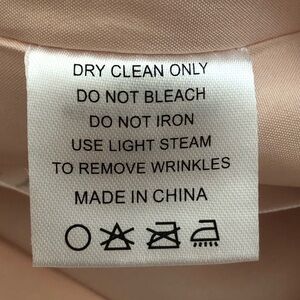 DRY CLEAN ONLY
DO NOT BLEACH
DO NOT IRON
USE LIGHT STEAM
TO REMOVE WRINKLES
MADE IN CHINA